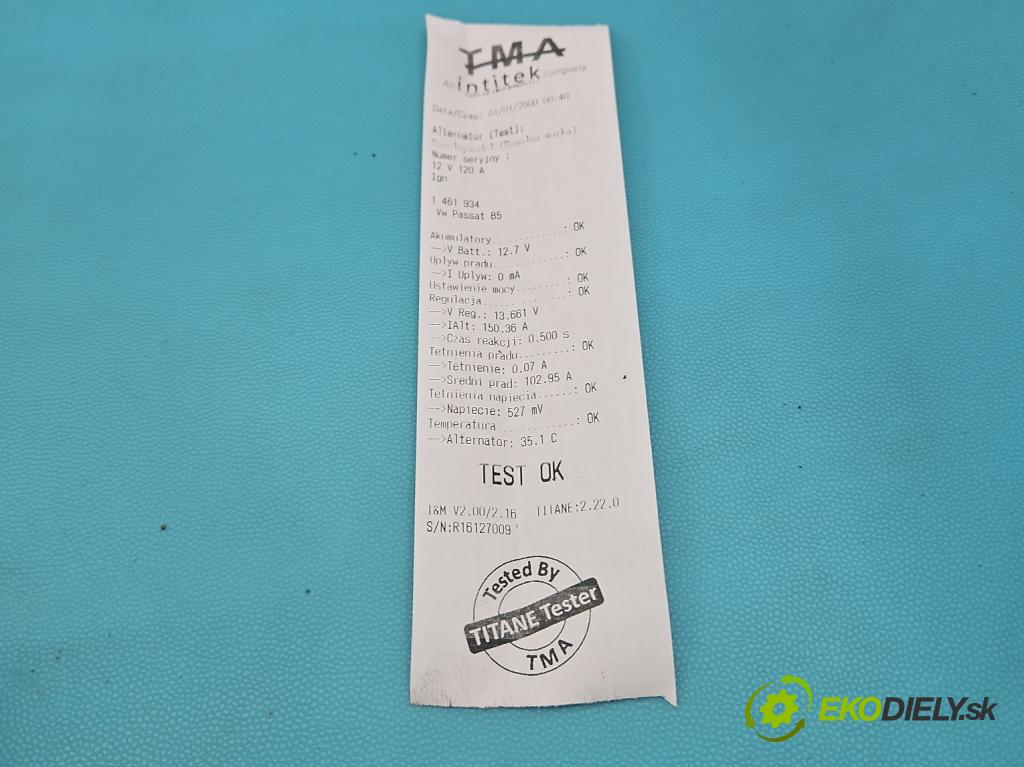 TMA
An intitek company
Data/Czas: 01/01/2000 00:40
Alternator (Test):
(Dowolna marka)
Numer seryjny :
12 V 120 A
Ign
1 461 934
Vw Passat B5
Akumulatory..........: OK
-->V Batt.: 12.7 V
Uplyw pradu..........: OK
-->I Uplyw: 0 mA
Ustawienie mocy.......: OK
Regulacja............: OK
-->V Reg.: 13.661 V
-->IAlt: 150.36 A
-->Czas reakcji: 0.500 s
Tetnienia pradu........: OK
-->Tetnienie: 0.07 A
-->Sredni prad: 102.95 A
Tetnienia napiecia......: OK
-->Napiecie: 527 mV
Temperatura...........: OK
-->Alternator: 35.1 C
TEST OK
I&M V2.00/2.16 TITANE:2.22.0
S/N:R16127009
Tested By
TITANE Tester
TMA
EKODIELY.sk